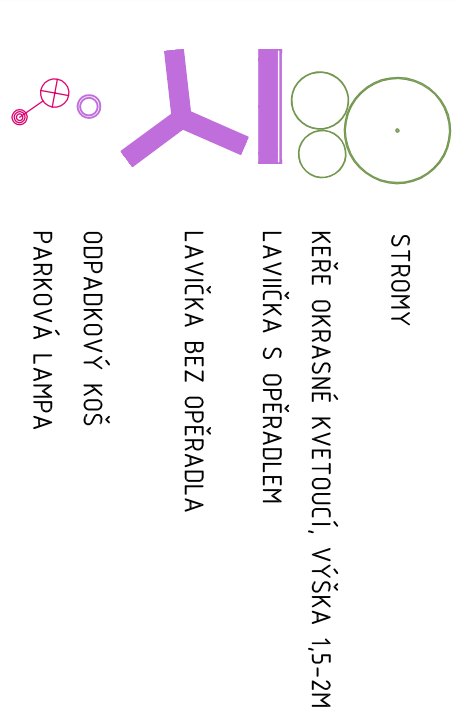 STROMY
KEŘE OKRASNÉ KVETOUCÍ, VÝŠKA 1,5-2M
LAVIIČKA S OPĚRADLEM
LAVIČKA BEZ OPĚRADLA
ODPADKOVÝ KOŠ
PARKOVÁ LAMPA